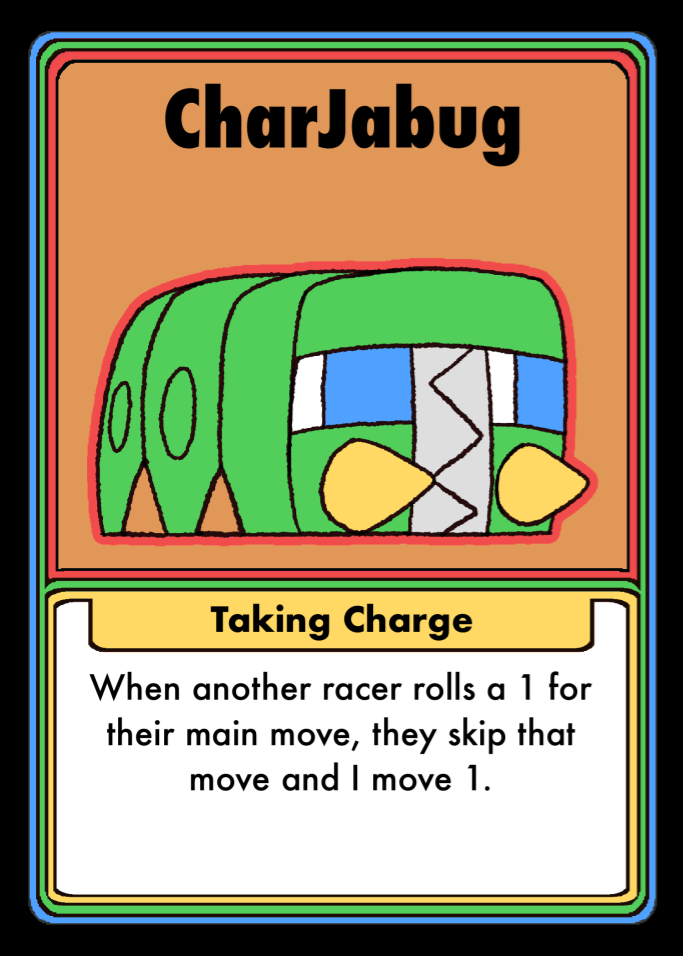 CharJabug
Taking Charge
When another racer rolls a 1 for
their main move, they skip that
move and I move 1.